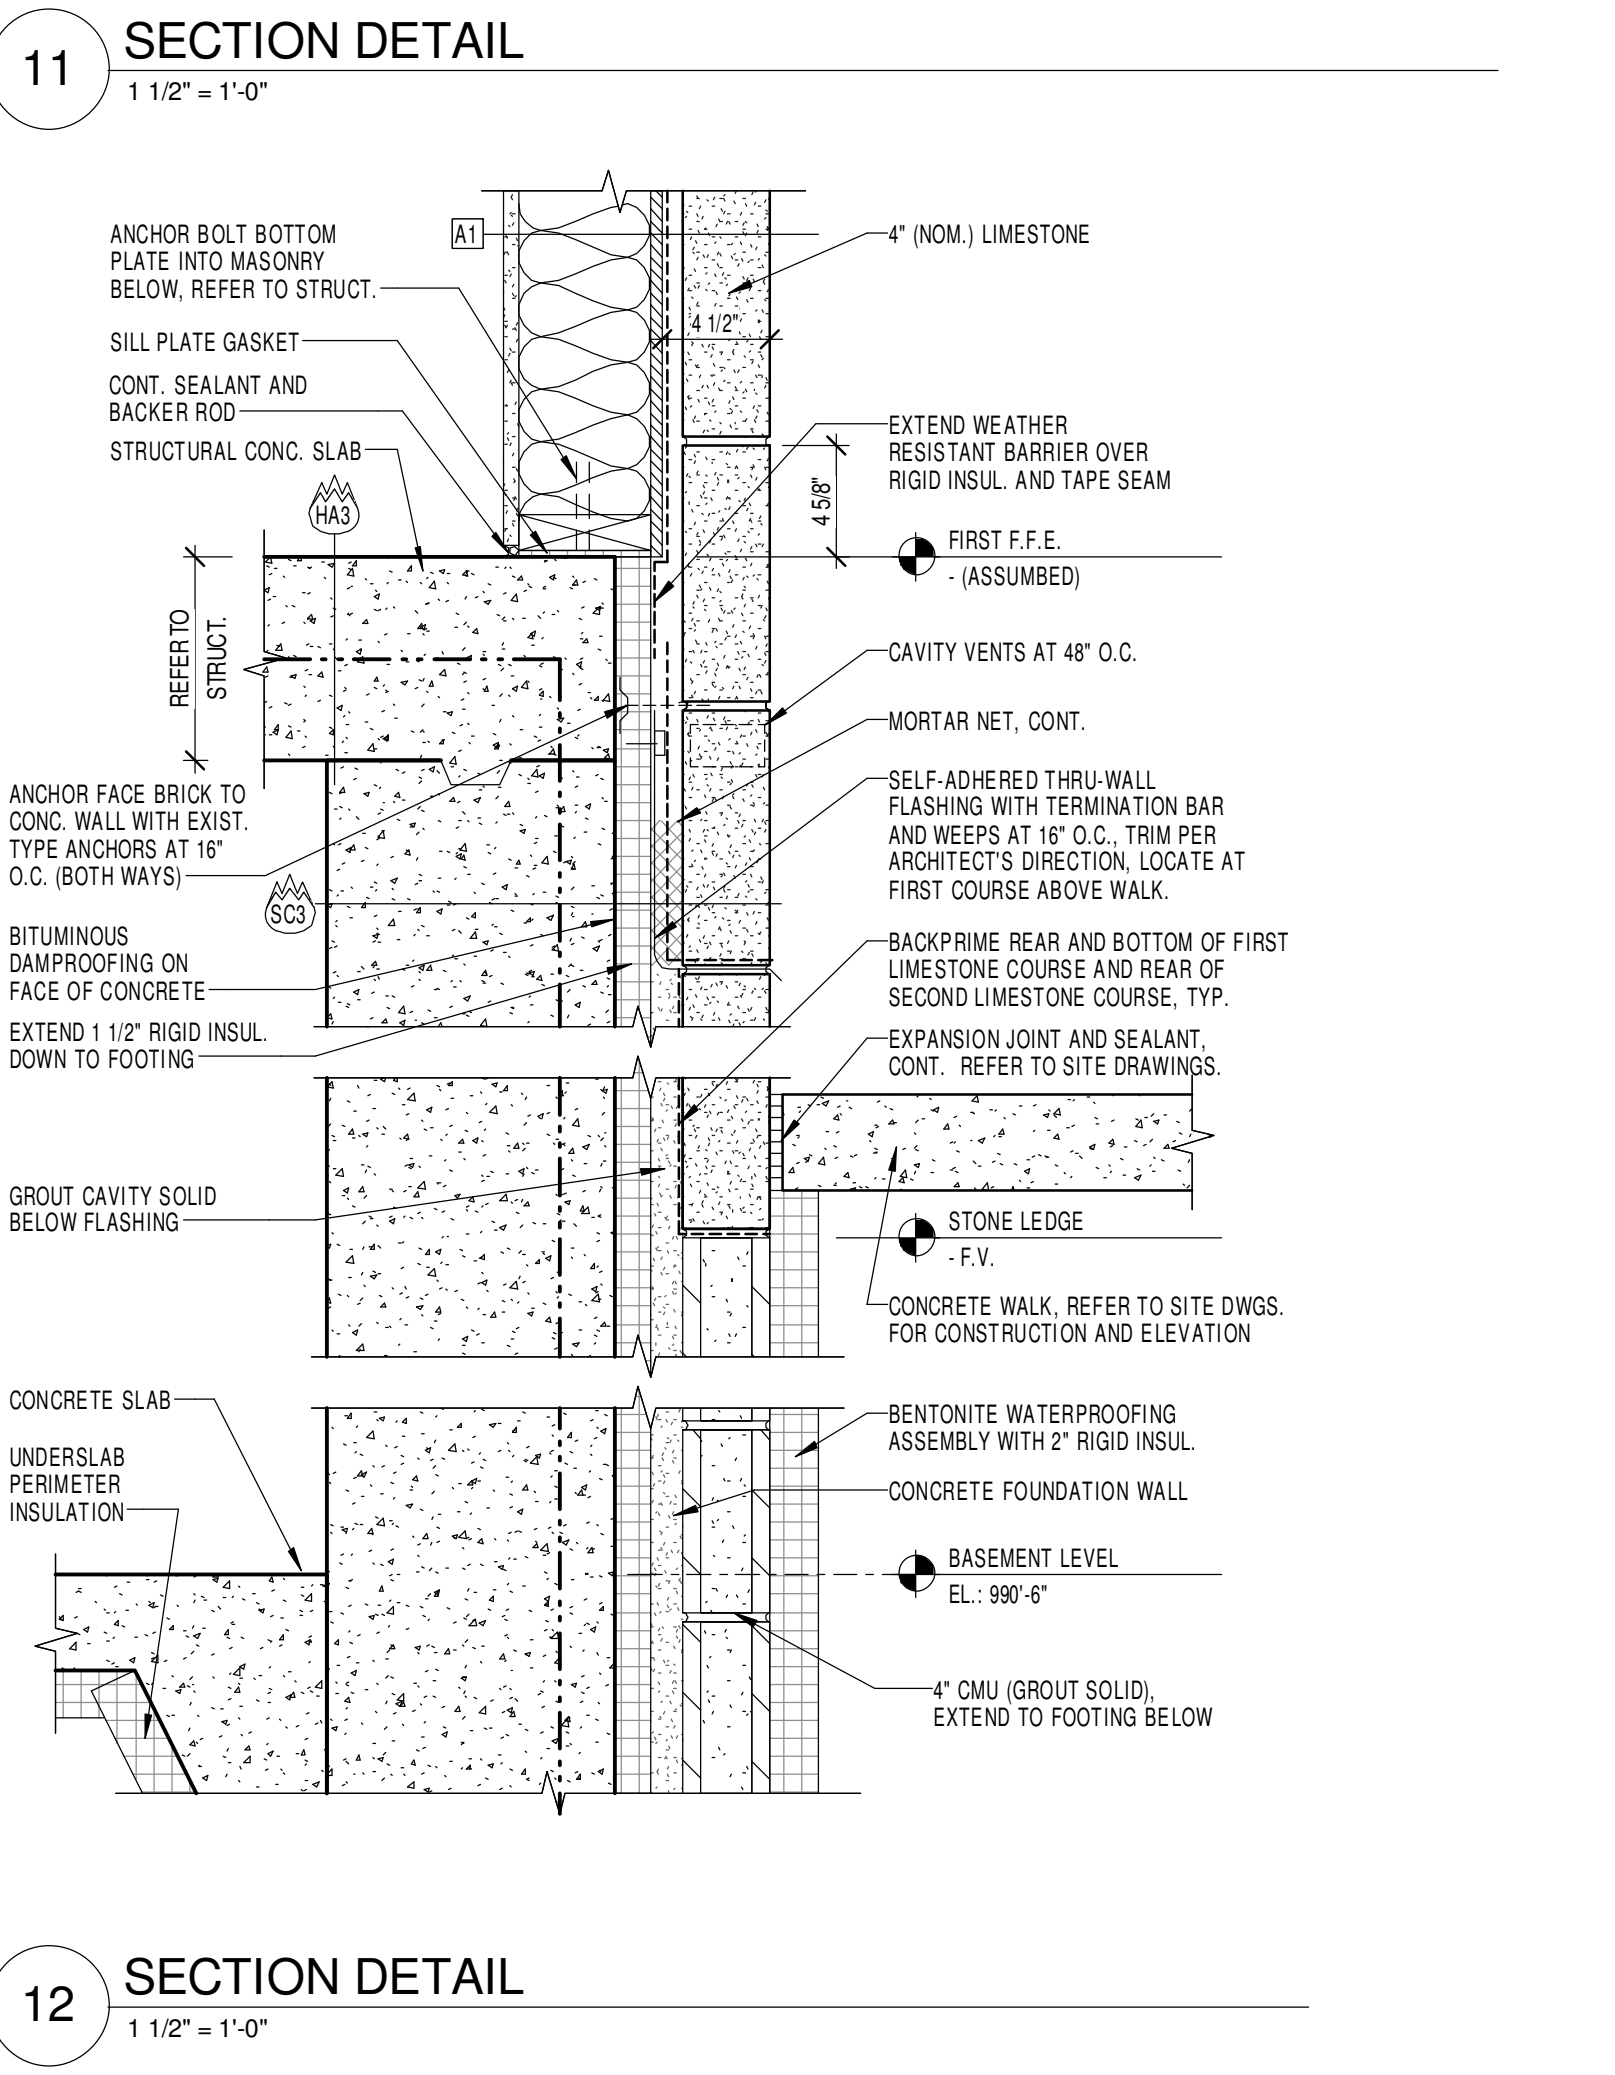 11
SECTION DETAIL
1 1/2" = 1'-0"
ANCHOR BOLT BOTTOM
PLATE INTO MASONRY
BELOW, REFER TO STRUCT.
SILL PLATE GASKET
CONT. SEALANT AND
BACKER ROD
STRUCTURAL CONC. SLAB
HA3
REFER TO
STRUCT.
ANCHOR FACE BRICK TO
CONC. WALL WITH EXIST.
TYPE ANCHORS AT 16"
O.C. (BOTH WAYS)
SC3
BITUMINOUS
DAMPROOFING ON
FACE OF CONCRETE
EXTEND 1 1/2" RIGID INSUL.
DOWN TO FOOTING
GROUT CAVITY SOLID
BELOW FLASHING
CONCRETE SLAB
UNDERSLAB
PERIMETER
INSULATION
A1
4 1/2"
4 5/8"
4" (NOM.) LIMESTONE
EXTEND WEATHER
RESISTANT BARRIER OVER
RIGID INSUL. AND TAPE SEAM
FIRST F.F.E.
- (ASSUMBED)
CAVITY VENTS AT 48" O.C.
MORTAR NET, CONT.
SELF-ADHERED THRU-WALL
FLASHING WITH TERMINATION BAR
AND WEEPS AT 16" O.C., TRIM PER
ARCHITECT'S DIRECTION, LOCATE AT
FIRST COURSE ABOVE WALK.
BACKPRIME REAR AND BOTTOM OF FIRST
LIMESTONE COURSE AND REAR OF
SECOND LIMESTONE COURSE, TYP.
EXPANSION JOINT AND SEALANT,
CONT. REFER TO SITE DRAWINGS.
STONE LEDGE
- F.V.
CONCRETE WALK, REFER TO SITE DWGS.
FOR CONSTRUCTION AND ELEVATION
BENTONITE WATERPROOFING
ASSEMBLY WITH 2" RIGID INSUL.
CONCRETE FOUNDATION WALL
BASEMENT LEVEL
EL.: 990'-6"
4" CMU (GROUT SOLID),
EXTEND TO FOOTING BELOW
12
SECTION DETAIL
1 1/2" = 1'-0"